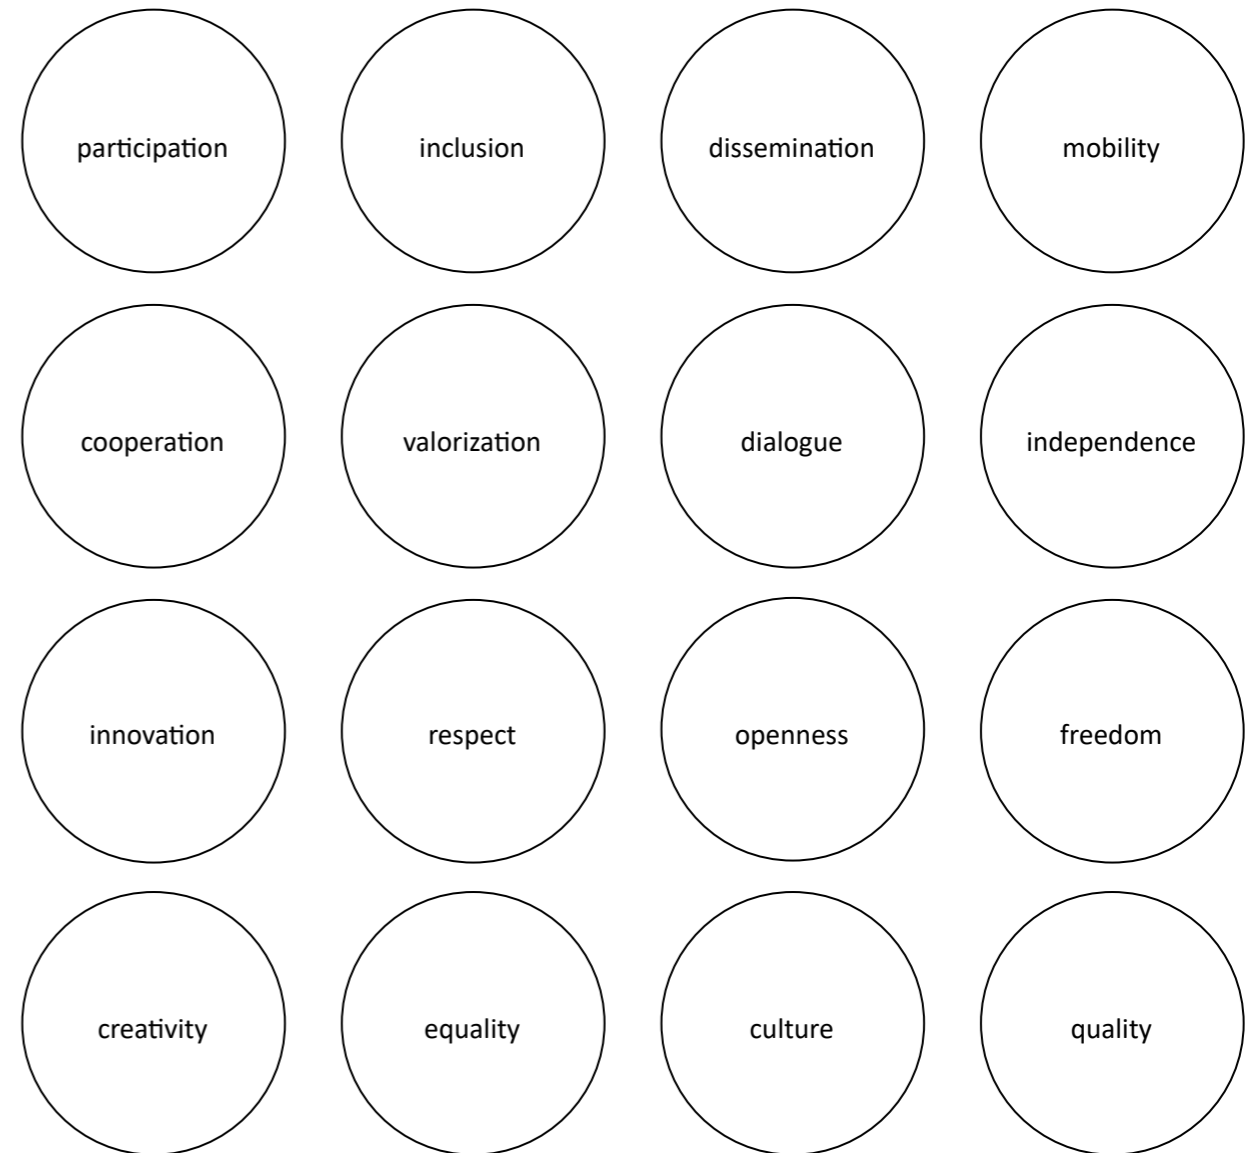 participation inclusion dissemination mobility
cooperation valorization dialogue independence
innovation respect openness freedom
creativity equality culture quality